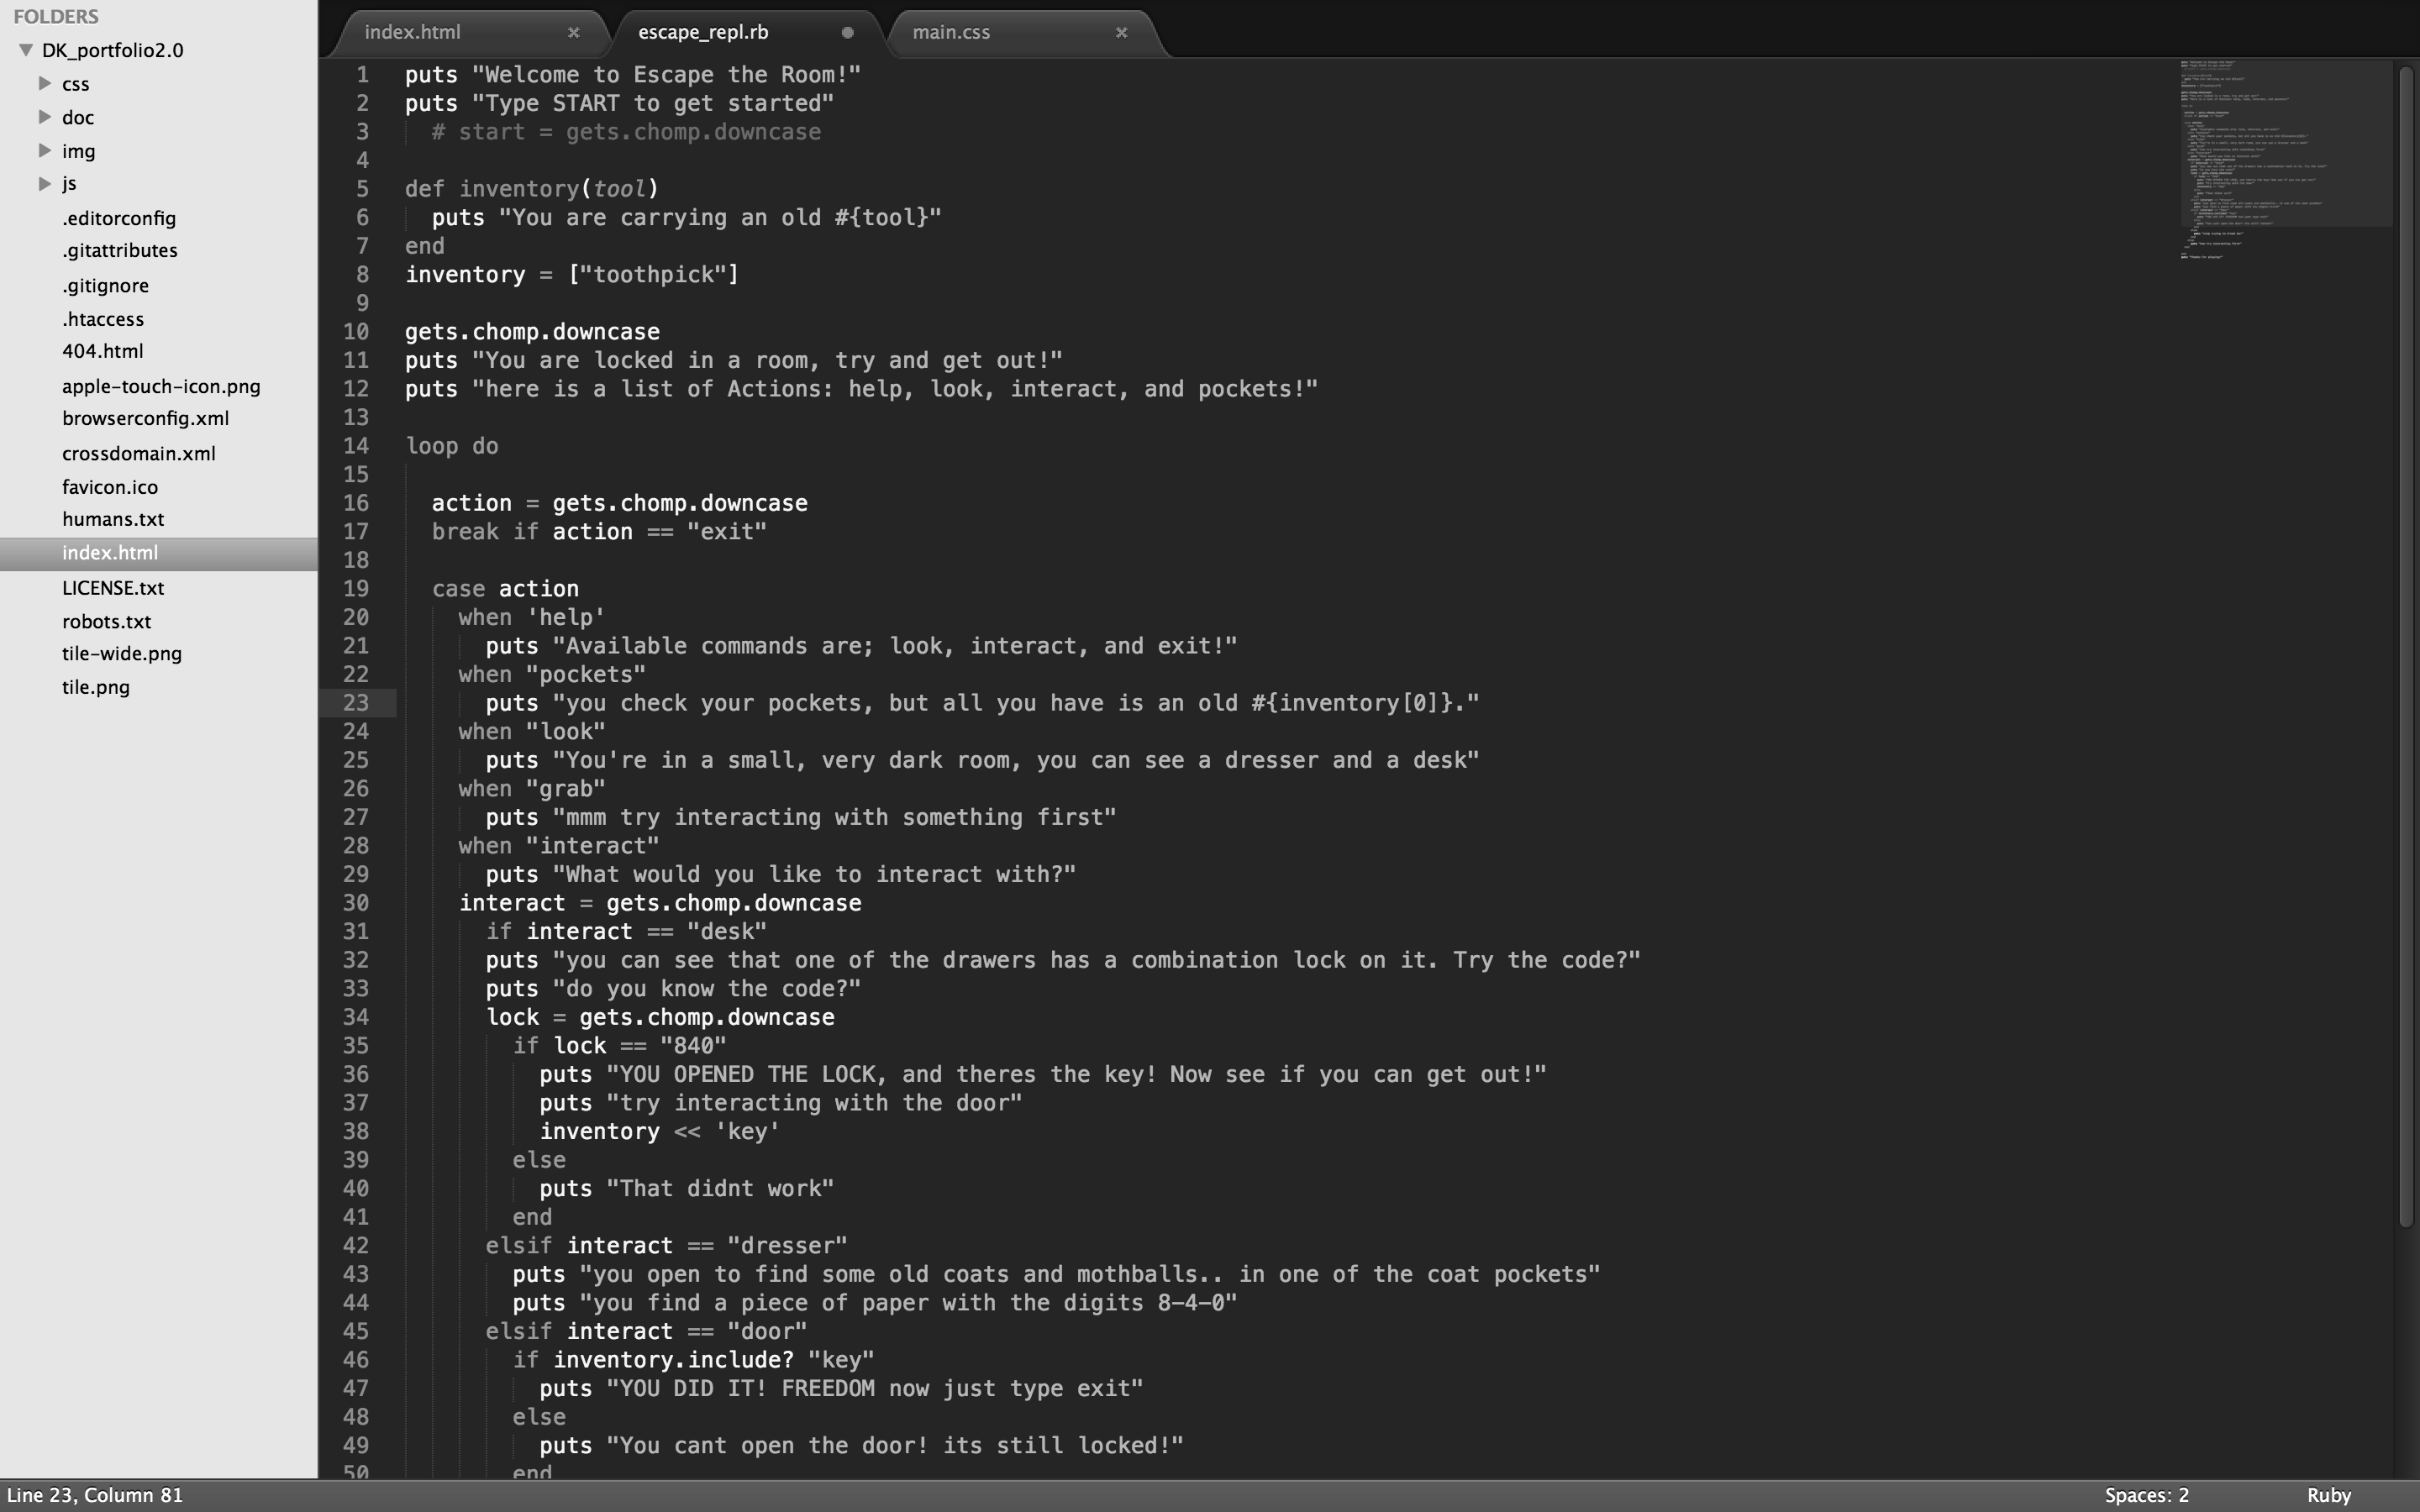 FOLDERS
DK_portfolio2.0
css
doc
img
js
.editorconfig
.gitattributes
.gitignore
.htaccess
404.html
apple-touch-icon.png
browserconfig.xml
crossdomain.xml
favicon.ico
humans.txt
index.html
LICENSE.txt
robots.txt
tile-wide.png
tile.png
index.html × escape_repl.rb main.css ×
1 puts "Welcome to Escape the Room!"
2 puts "Type START to get started"
3 # start = gets.chomp.downcase
4
5 def inventory(tool)
6 puts "You are carrying an old #{tool}"
7 end
8 inventory = ["toothpick"]
9
10 gets.chomp.downcase
11 puts "You are locked in a room, try and get out!"
12 puts "here is a list of Actions: help, look, interact, and pockets!"
13
14 loop do
15
16 action = gets.chomp.downcase
17 break if action == "exit"
18
19 case action
20 when 'help'
21 puts "Available commands are; look, interact, and exit!"
22 when "pockets"
23 puts "you check your pockets, but all you have is an old #{inventory[0]}."
24 when "look"
25 puts "You're in a small, very dark room, you can see a dresser and a desk"
26 when "grab"
27 puts "mmm try interacting with something first"
28 when "interact"
29 puts "What would you like to interact with?"
30 interact = gets.chomp.downcase
31 if interact == "desk"
32 puts "you can see that one of the drawers has a combination lock on it. Try the code?"
33 puts "do you know the code?"
34 lock = gets.chomp.downcase
35 if lock == "840"
36 puts "YOU OPENED THE LOCK, and theres the key! Now see if you can get out!"
37 puts "try interacting with the door"
38 inventory << 'key'
39 else
40 puts "That didnt work"
41 end
42 elsif interact == "dresser"
43 puts "you open to find some old coats and mothballs.. in one of the coat pockets"
44 puts "you find a piece of paper with the digits 8-4-0"
45 elsif interact == "door"
46 if inventory.include? "key"
47 puts "YOU DID IT! FREEDOM now just type exit"
48 else
49 puts "You cant open the door! its still locked!"
50 end
Line 23, Column 81
Spaces: 2
Ruby